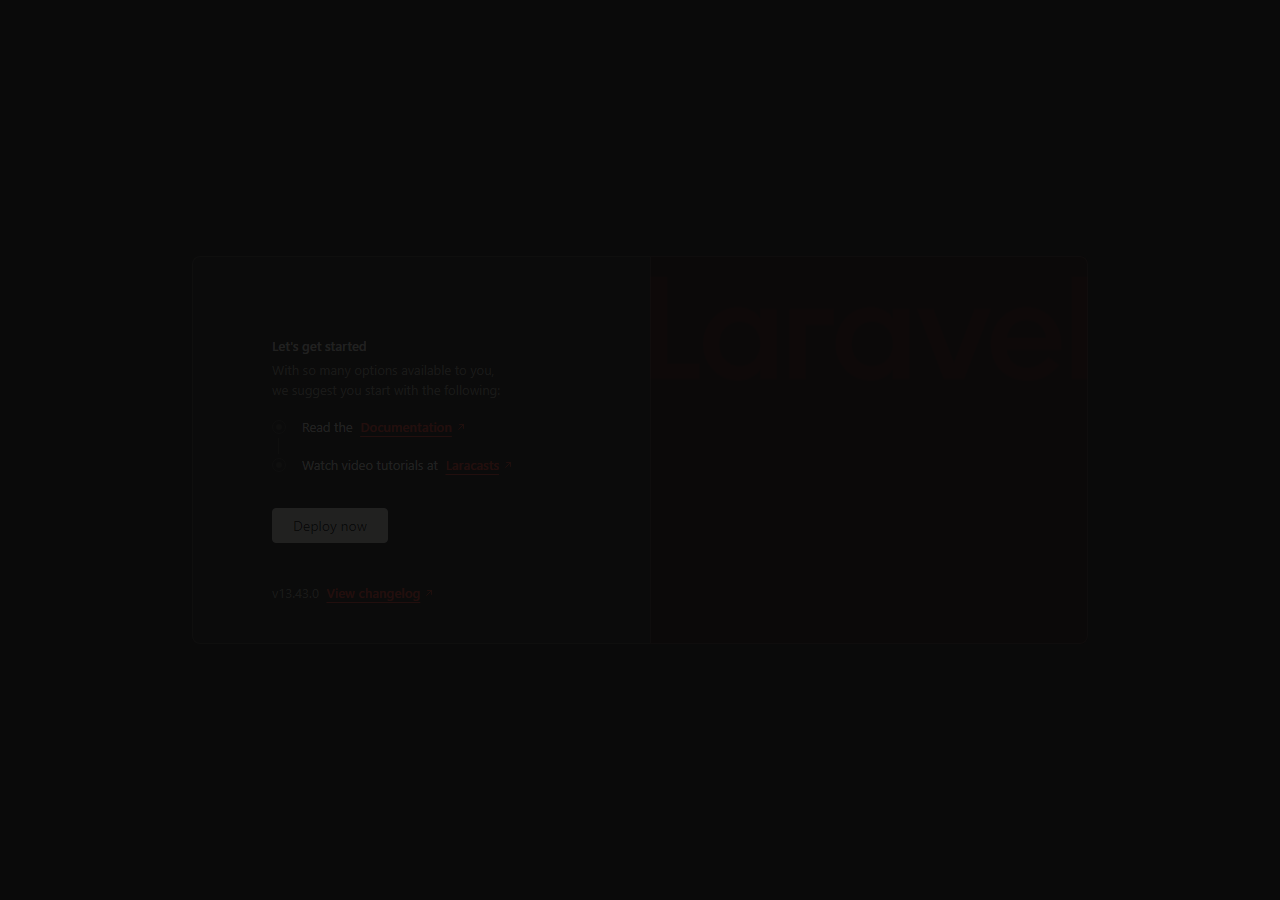 Let's get started
With so many options available to you,
we suggest you start with the following:
Read the Documentation
Watch video tutorials at Laracasts
Deploy now
v13.43.0 View changelog